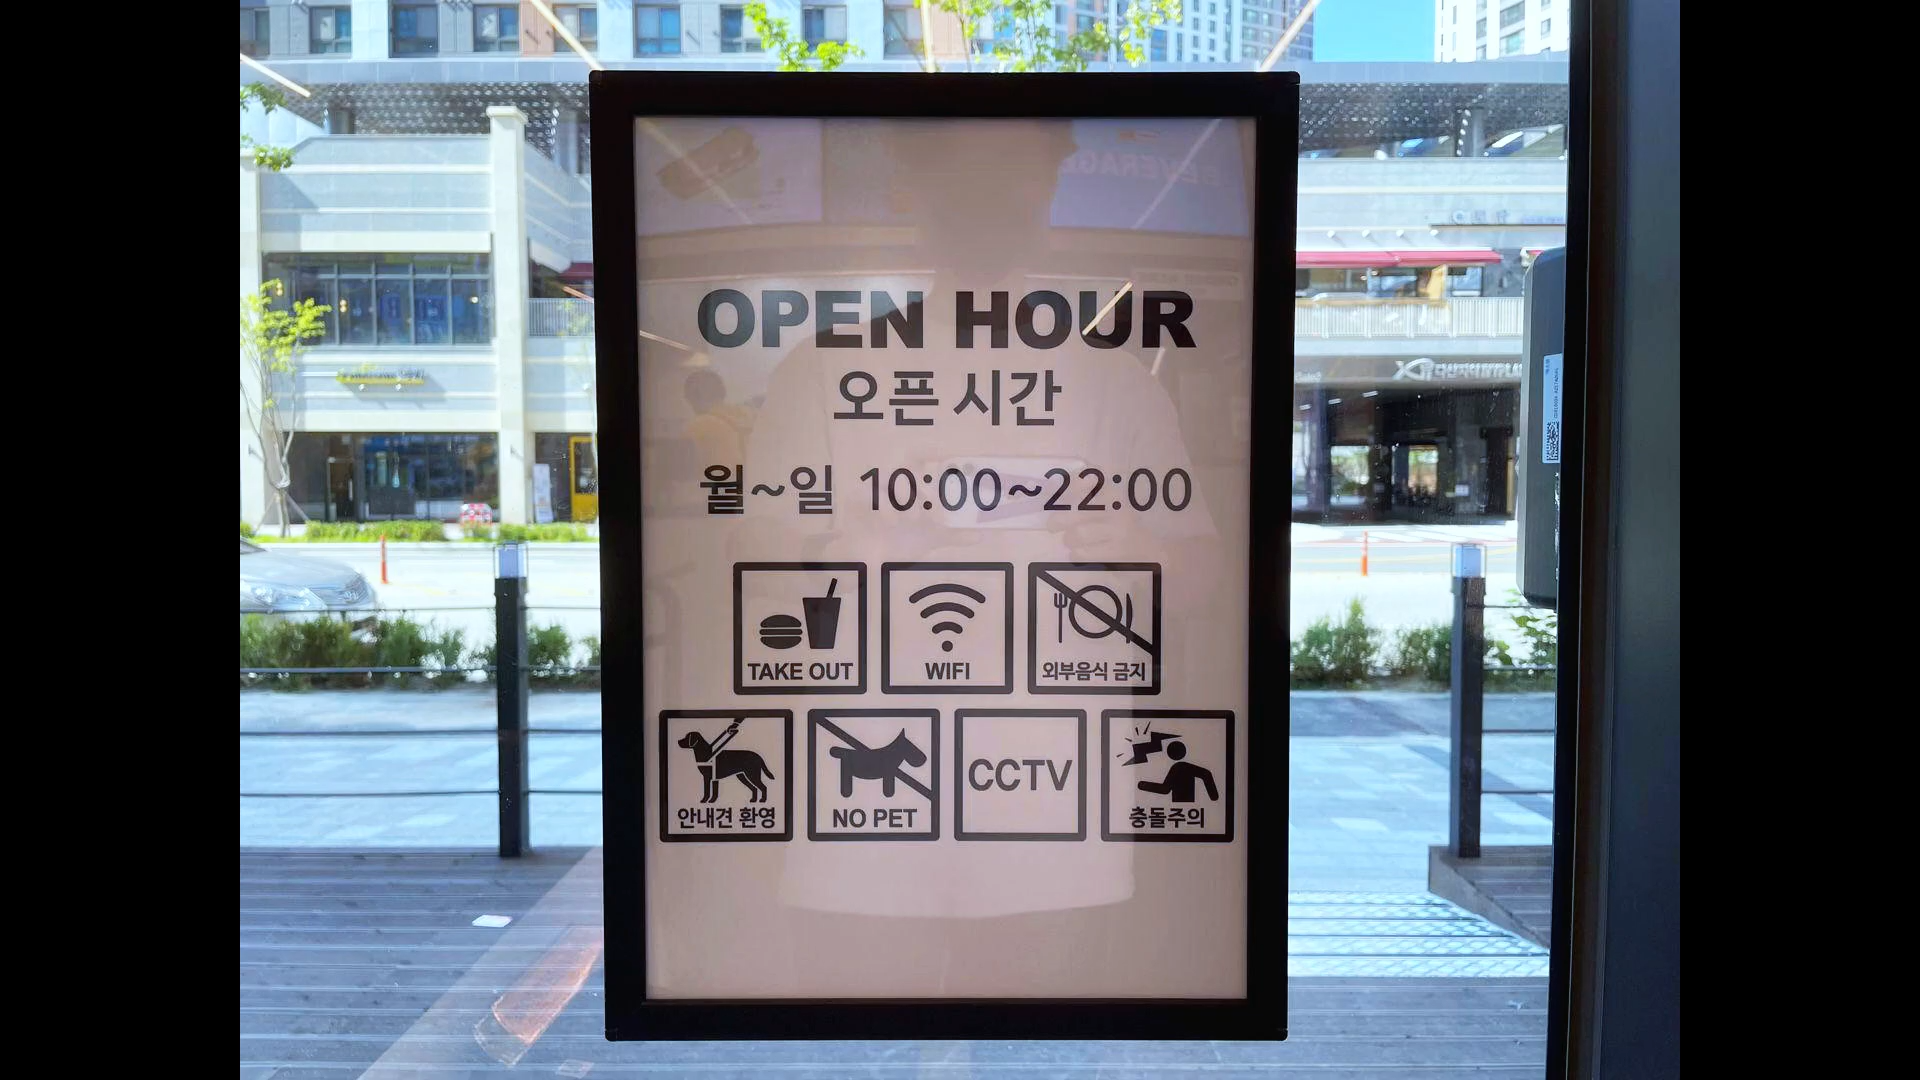 OPEN HOUR
오픈 시간
월~일 10:00~22:00
TAKE OUT
WIFI
외부음식 금지
안내견 환영
NO PET
CCTV
충돌주의